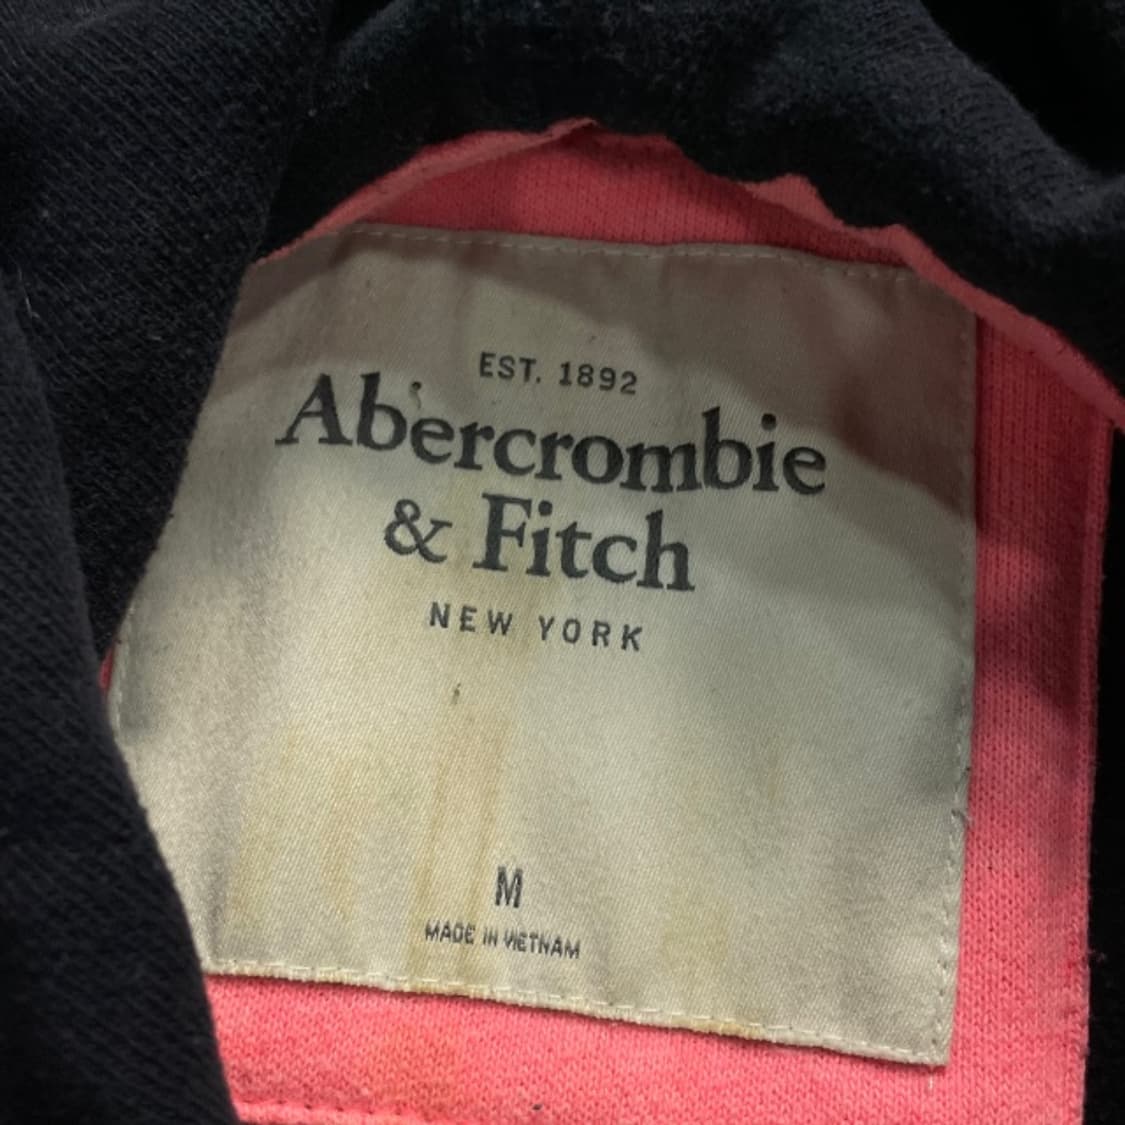 EST. 1892
Abercrombie
& Fitch
NEW YORK
M
MADE IN VIETNAM